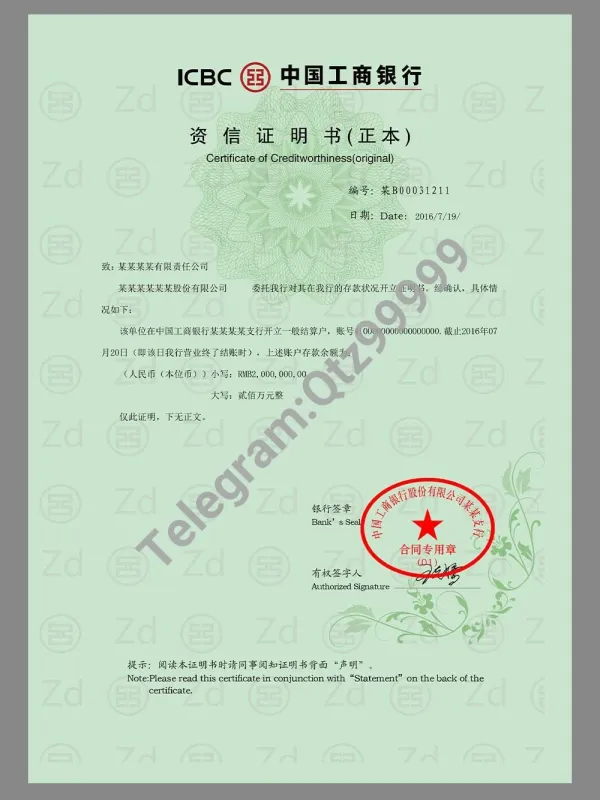 ICBC 中国工商银行
资信证明书(正本)
Certificate of Creditworthiness(original)
编号: 某B00031211
日期: Date: 2016/7/19/
致: 某某某某有限责任公司
某某某某某某股份有限公司 委托我行对其在我行的存款状况开立证明书。经确认，具体情
况如下:
该单位在中国工商银行某某某某支行开立一般结算户，账号 截止2016年07
月20日（即该日我行营业终了结账时），上述账户存款余额为
（人民币（本位币））小写: RMB2,000,000.00
大写: 贰佰万元整
仅此证明，下无正文。
Telegram:Qtz99999
银行签章
Bank's Seal
中国工商银行股份有限公司某某支行
合同专用章
(01)
有权签字人
Authorized Signature
提示: 阅读本证明书时请同事阅知证明书背面“声明”。
Note:Please read this certificate in conjunction with “Statement” on the back of the
certificate.
Zd